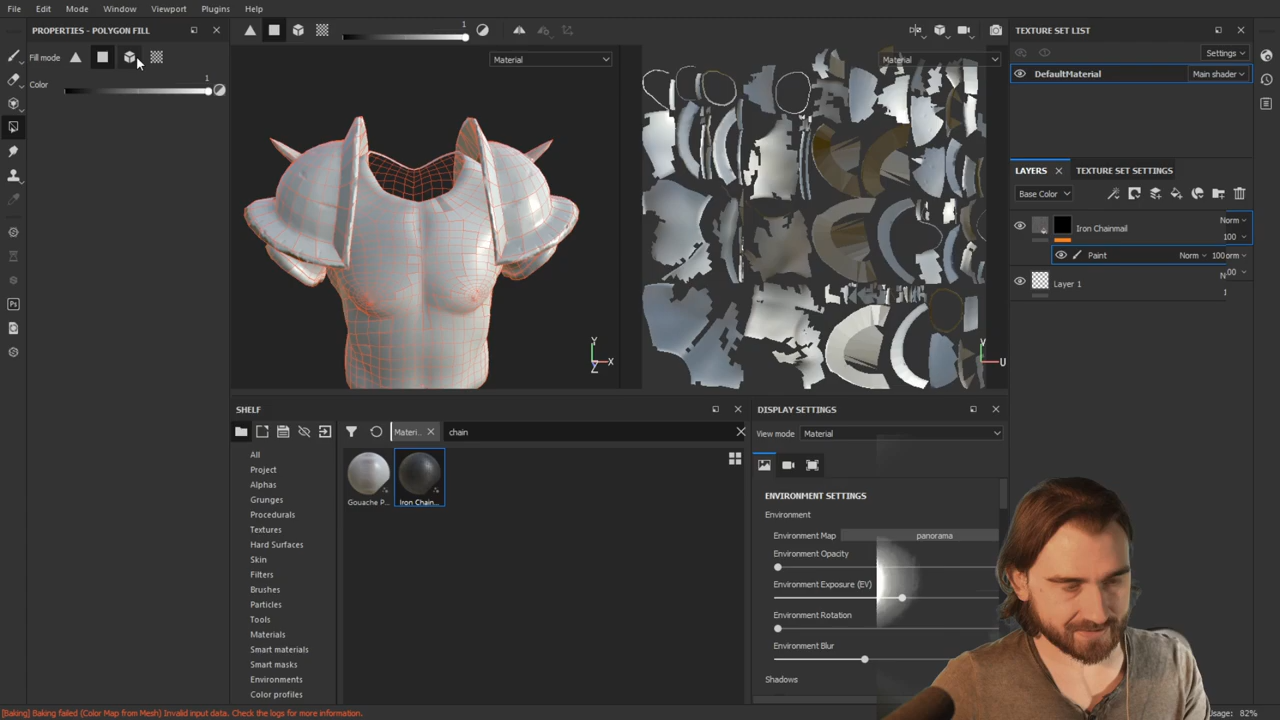 File Edit Mode Window Viewport Plugins Help
PROPERTIES - POLYGON FILL
Fill mode
Color
1
1
Material
Material
Y
X
Z
V
U
SHELF
Materi...
chain
All
Project
Alphas
Grunges
Procedurals
Textures
Hard Surfaces
Skin
Filters
Brushes
Particles
Tools
Materials
Smart materials
Smart masks
Environments
Color profiles
Gouache P...
Iron Chain...
DISPLAY SETTINGS
View mode
Material
ENVIRONMENT SETTINGS
Environment
Environment Map
panorama
Environment Opacity
Environment Exposure (EV)
Environment Rotation
Environment Blur
Shadows
TEXTURE SET LIST
Settings
DefaultMaterial
Main shader
LAYERS
TEXTURE SET SETTINGS
Base Color
Iron Chainmail
Norm
100
Paint
Norm
100
Layer 1
[Baking] Baking failed (Color Map from Mesh) Invalid input data. Check the logs for more information.
Usage: 82%